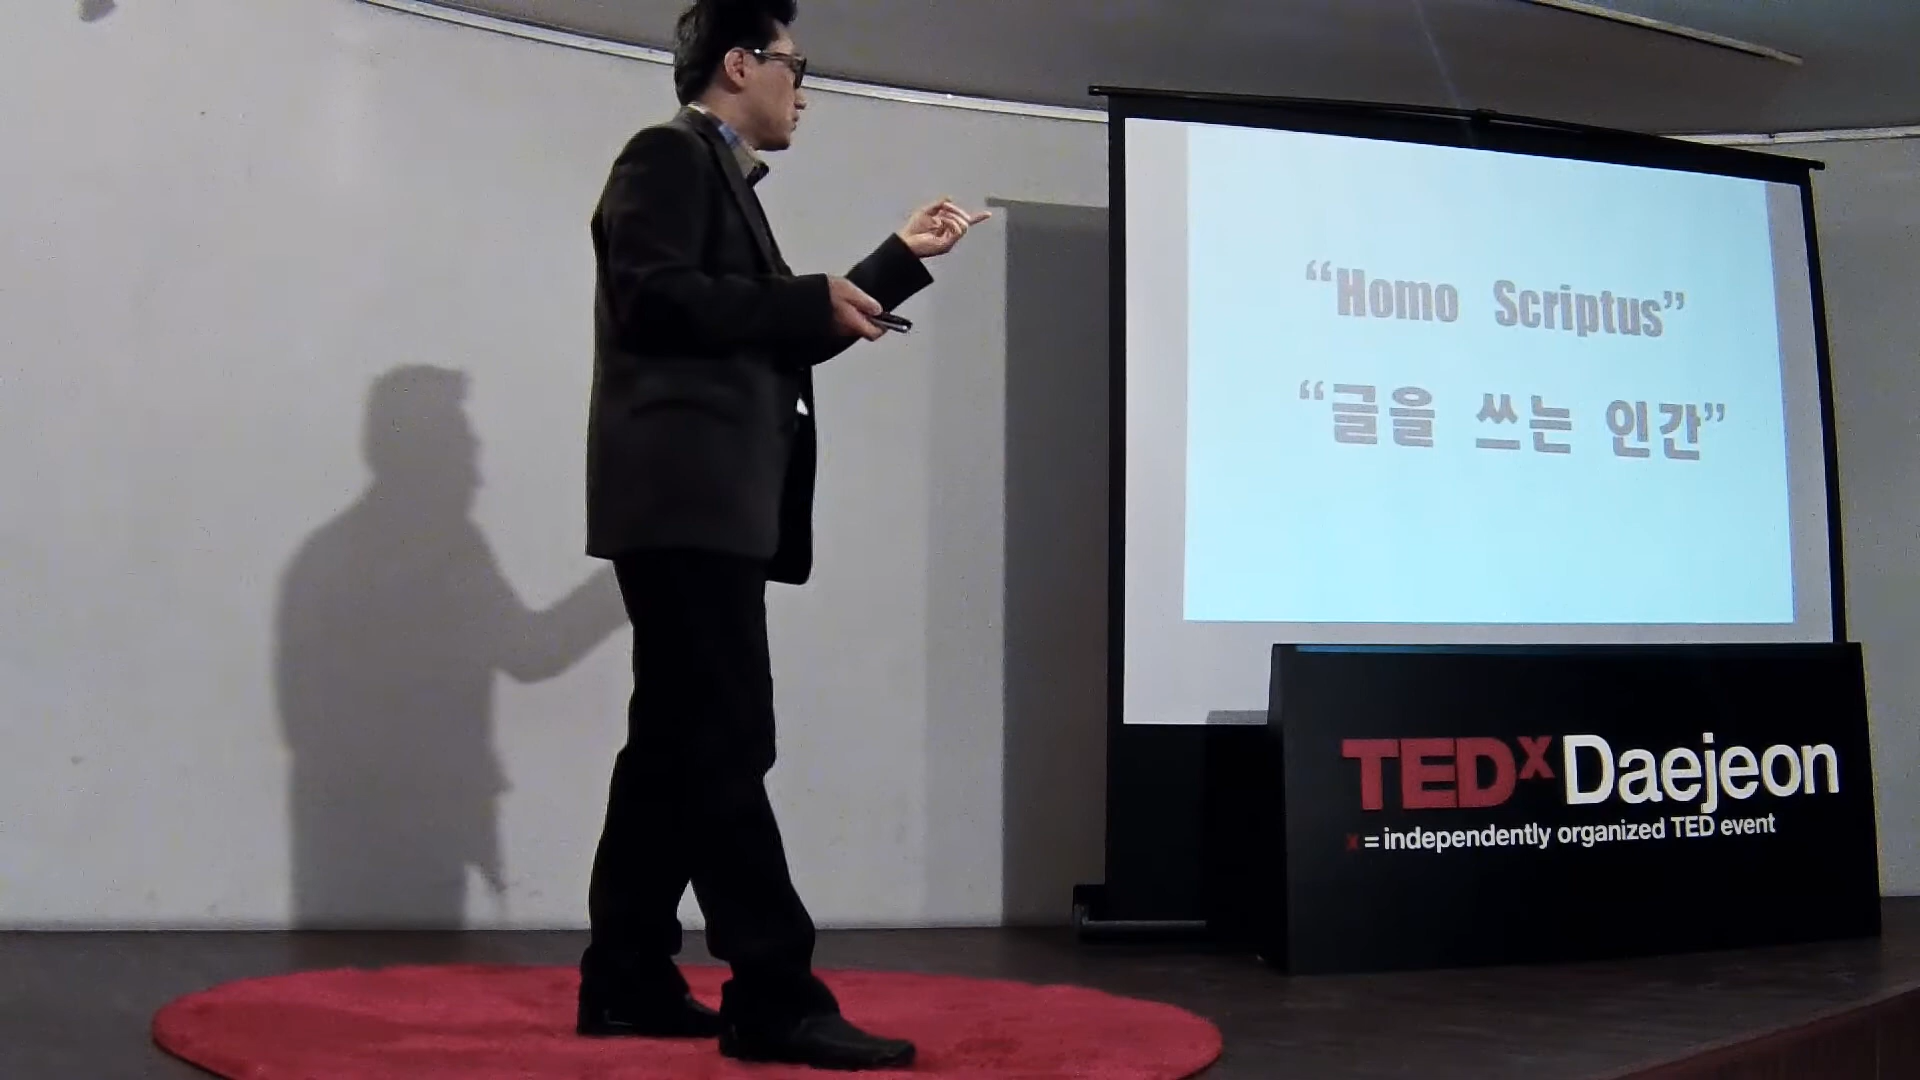 “Homo Scriptus”
“글을 쓰는 인간”
TEDx Daejeon
x = independently organized TED event